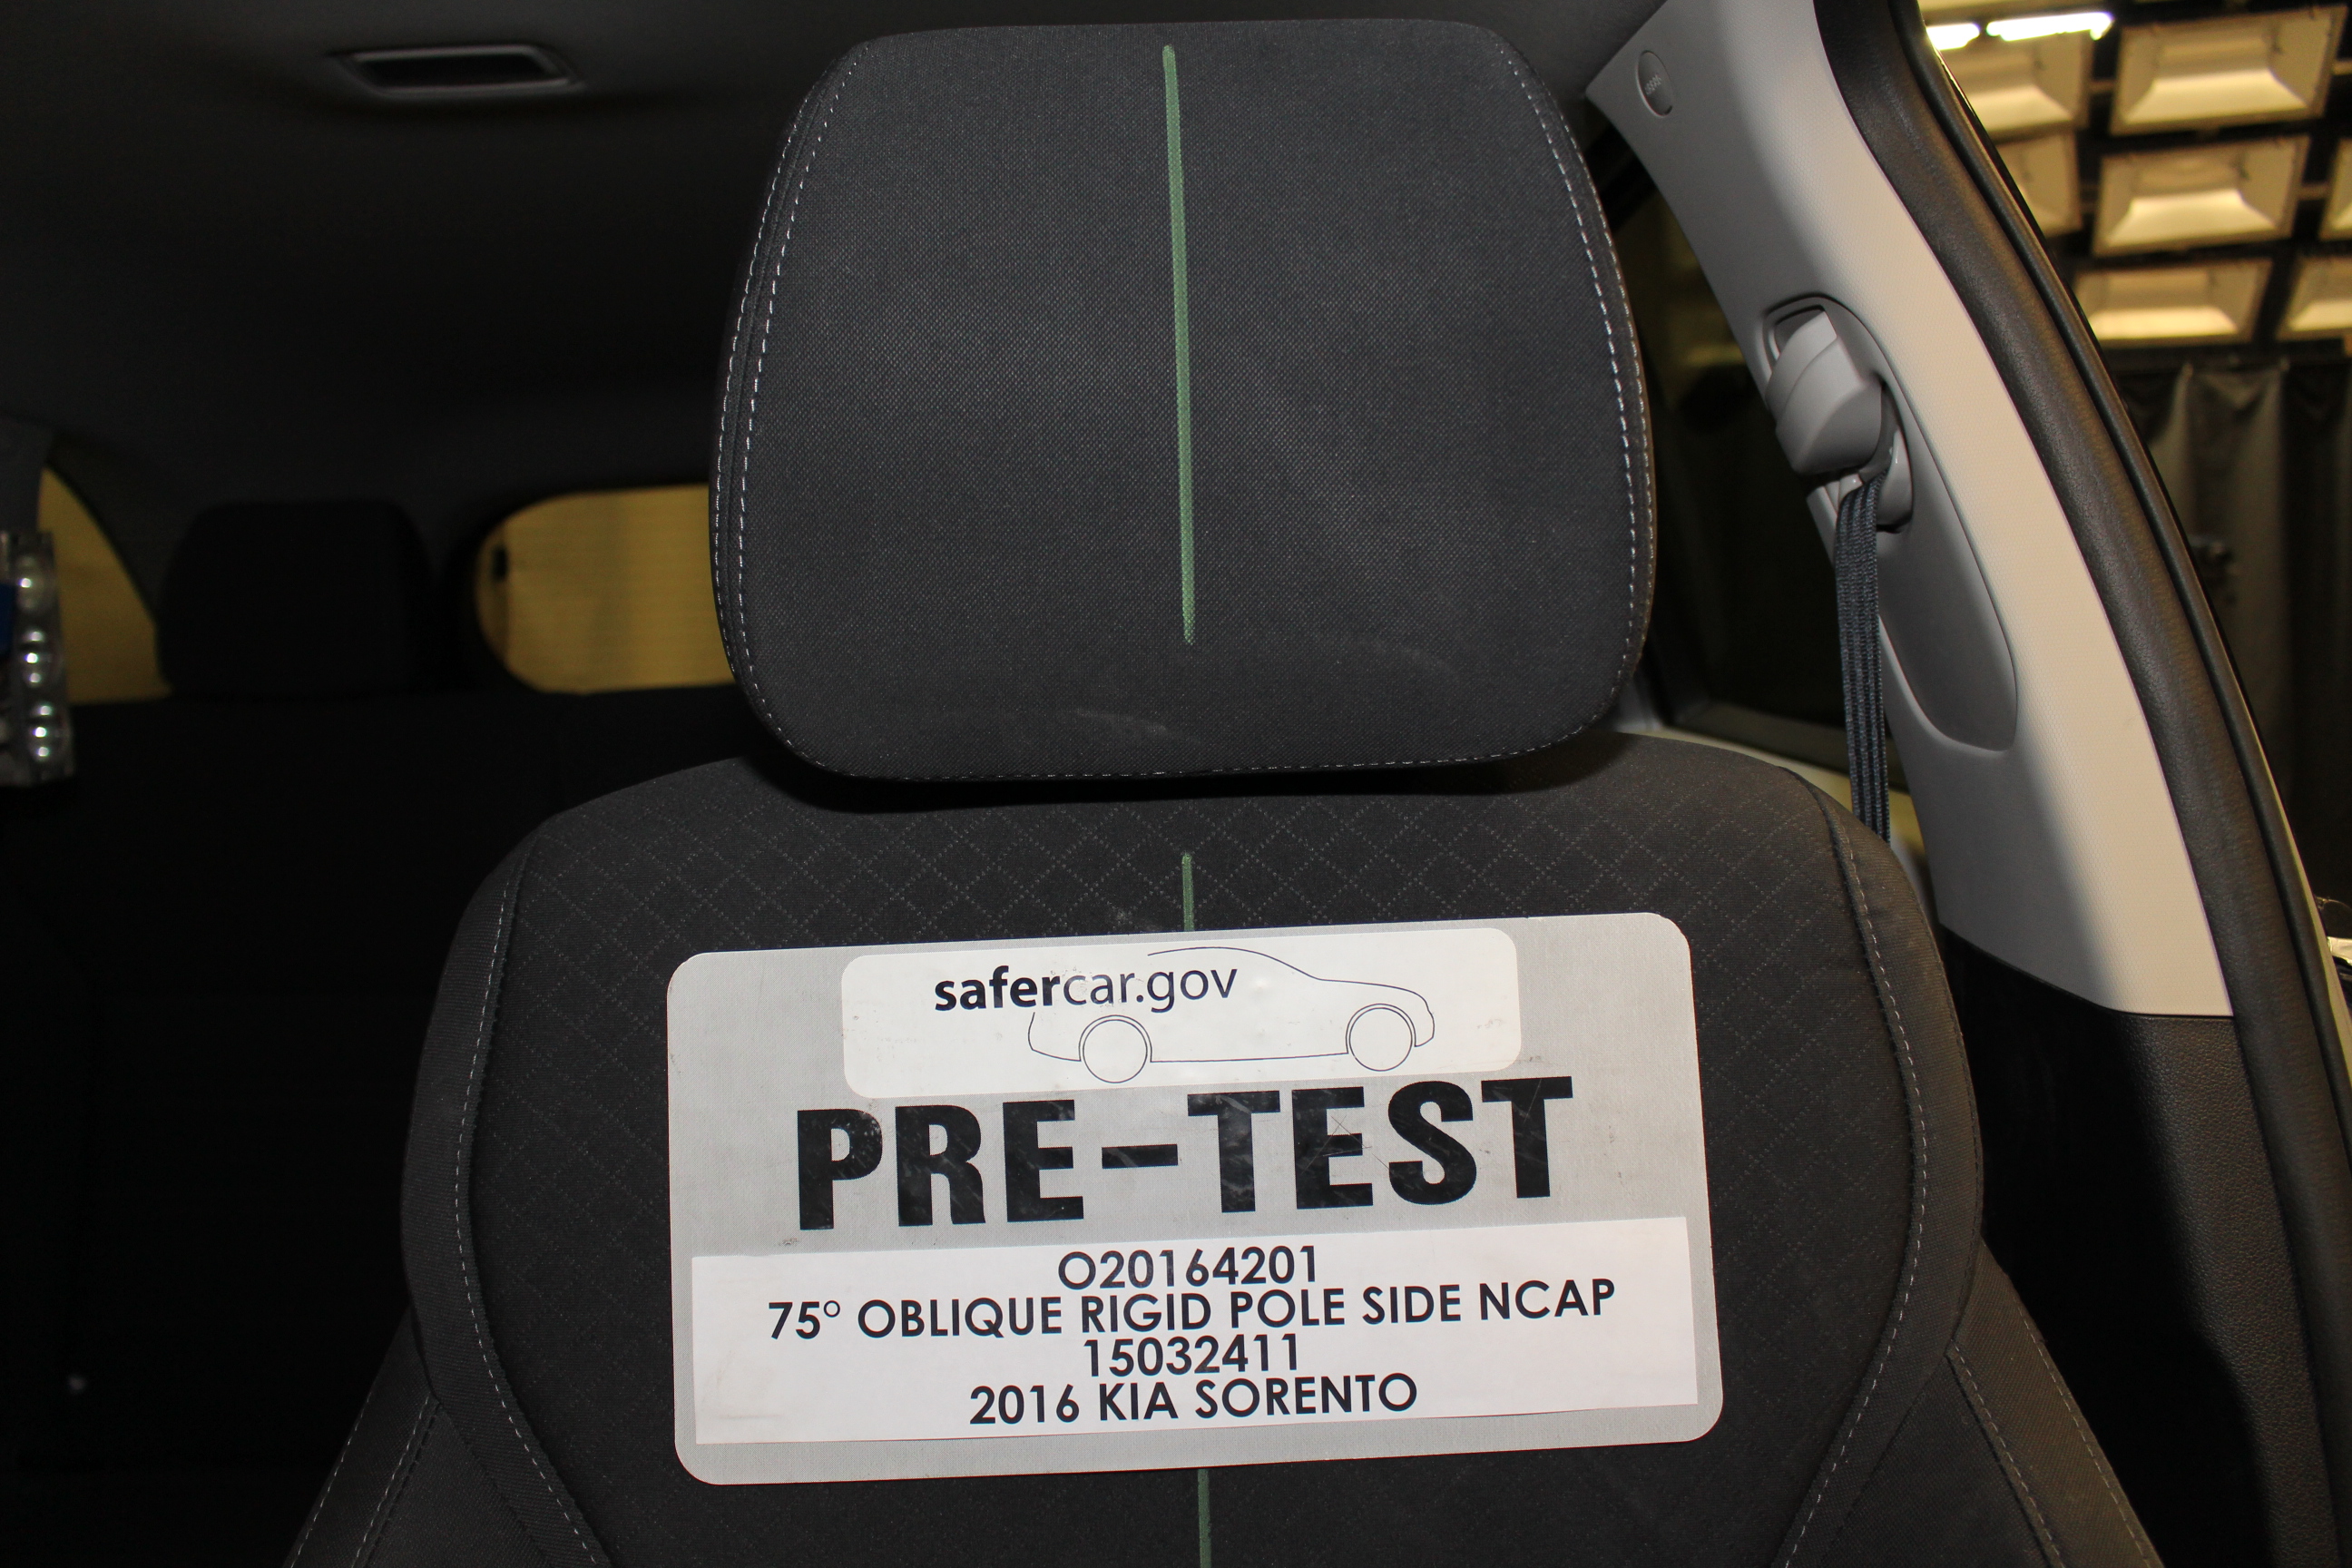 safercar.gov
PRE-TEST
O20164201
75° OBLIQUE RIGID POLE SIDE NCAP
15032411
2016 KIA SORENTO